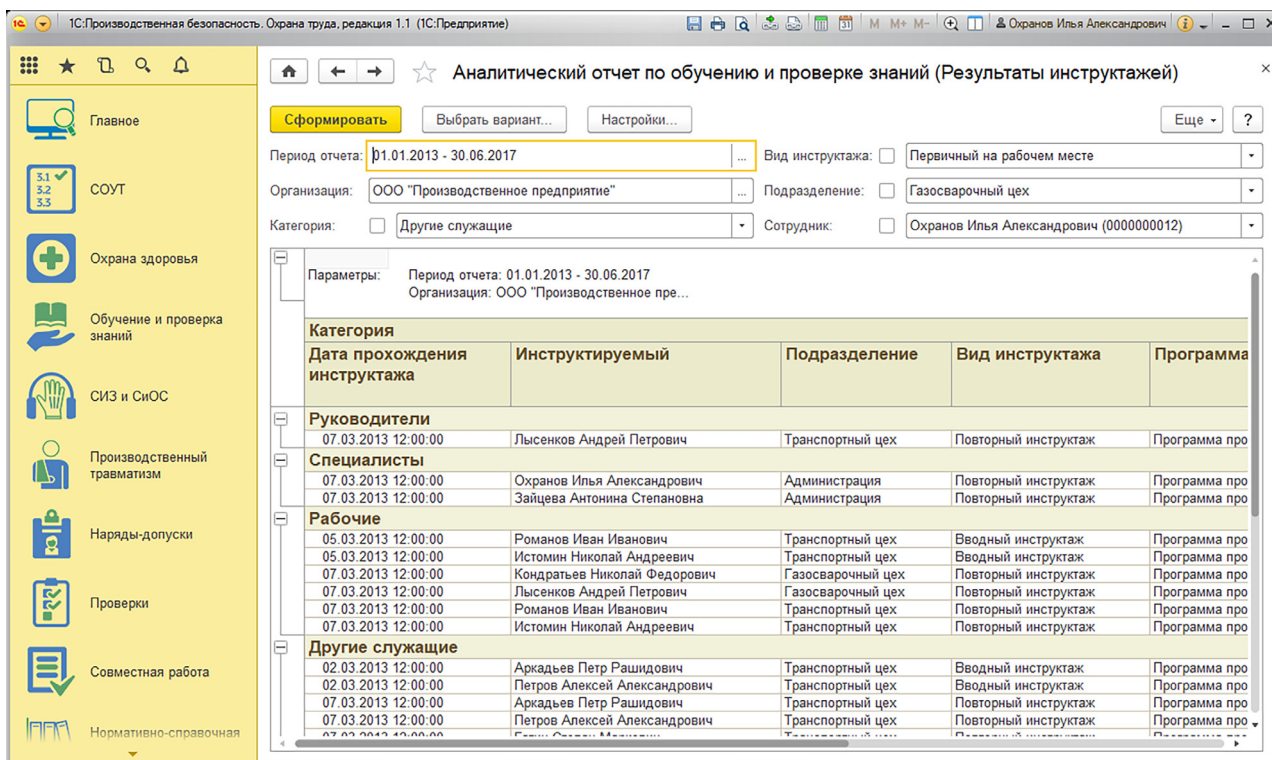 1С:Производственная безопасность. Охрана труда, редакция 1.1 (1С:Предприятие)
M M+ M- Охранов Илья Александрович
Аналитический отчет по обучению и проверке знаний (Результаты инструктажей)
Сформировать Выбрать вариант... Настройки... Еще ?
Период отчета: 01.01.2013 - 30.06.2017 ... Вид инструктажа: Первичный на рабочем месте
Организация: ООО "Производственное предприятие" ... Подразделение: Газосварочный цех
Категория: Другие служащие Сотрудник: Охранов Илья Александрович (0000000012)
Главное
3.1
3.2
3.3
СОУТ
Охрана здоровья
Обучение и проверка
знаний
СИЗ и СиОС
Производственный
травматизм
Наряды-допуски
Проверки
Совместная работа
Нормативно-справочная
Параметры: Период отчета: 01.01.2013 - 30.06.2017
Организация: ООО "Производственное пре...
Категория
Дата прохождения Инструктируемый Подразделение Вид инструктажа Программа
инструктажа
Руководители
07.03.2013 12:00:00 Лысенков Андрей Петрович Транспортный цех Повторный инструктаж Программа про
Специалисты
07.03.2013 12:00:00 Охранов Илья Александрович Администрация Повторный инструктаж Программа про
07.03.2013 12:00:00 Зайцева Антонина Степановна Администрация Повторный инструктаж Программа про
Рабочие
05.03.2013 12:00:00 Романов Иван Иванович Транспортный цех Вводный инструктаж Программа про
05.03.2013 12:00:00 Истомин Николай Андреевич Транспортный цех Вводный инструктаж Программа про
07.03.2013 12:00:00 Кондратьев Николай Федорович Газосварочный цех Повторный инструктаж Программа про
07.03.2013 12:00:00 Лысенков Андрей Петрович Газосварочный цех Повторный инструктаж Программа про
07.03.2013 12:00:00 Романов Иван Иванович Транспортный цех Повторный инструктаж Программа про
07.03.2013 12:00:00 Истомин Николай Андреевич Транспортный цех Повторный инструктаж Программа про
Другие служащие
02.03.2013 12:00:00 Аркадьев Петр Рашидович Транспортный цех Вводный инструктаж Программа про
02.03.2013 12:00:00 Петров Алексей Александрович Транспортный цех Вводный инструктаж Программа про
07.03.2013 12:00:00 Аркадьев Петр Рашидович Транспортный цех Повторный инструктаж Программа про
07.03.2013 12:00:00 Петров Алексей Александрович Транспортный цех Повторный инструктаж Программа про